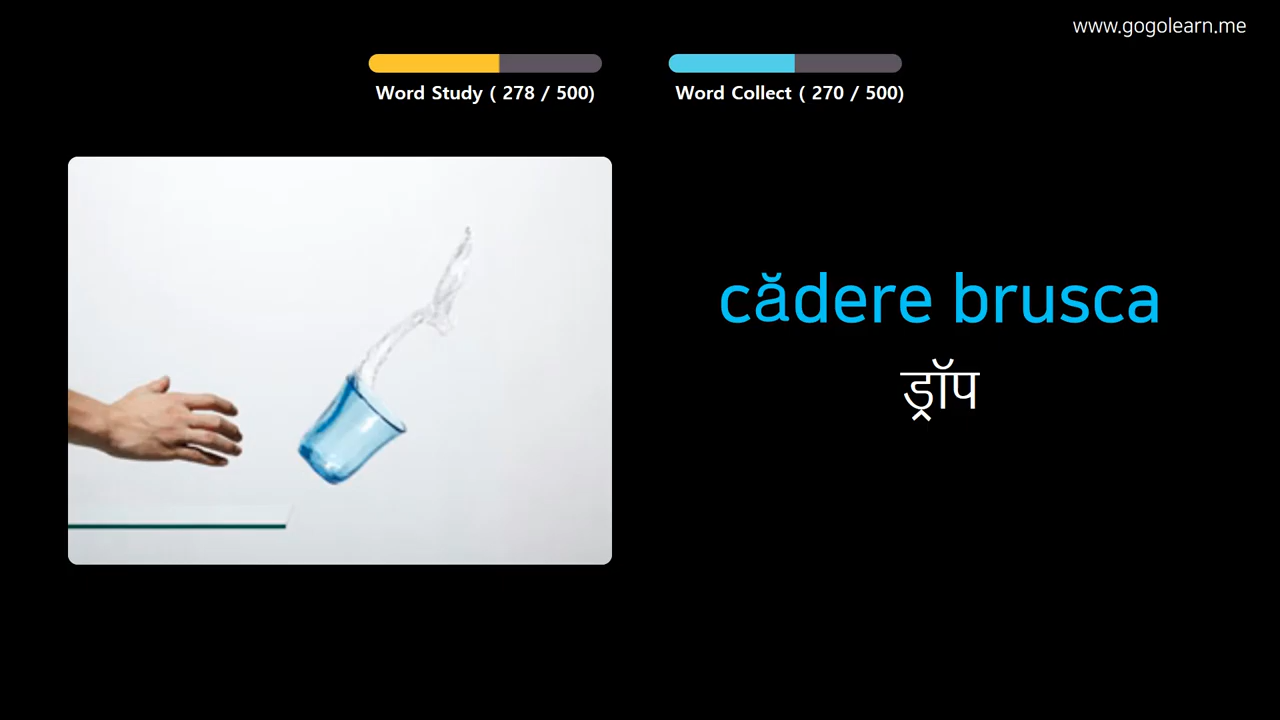 www.gogolearn.me
Word Study ( 278 / 500)
Word Collect ( 270 / 500)
cădere brusca
ड्रॉप